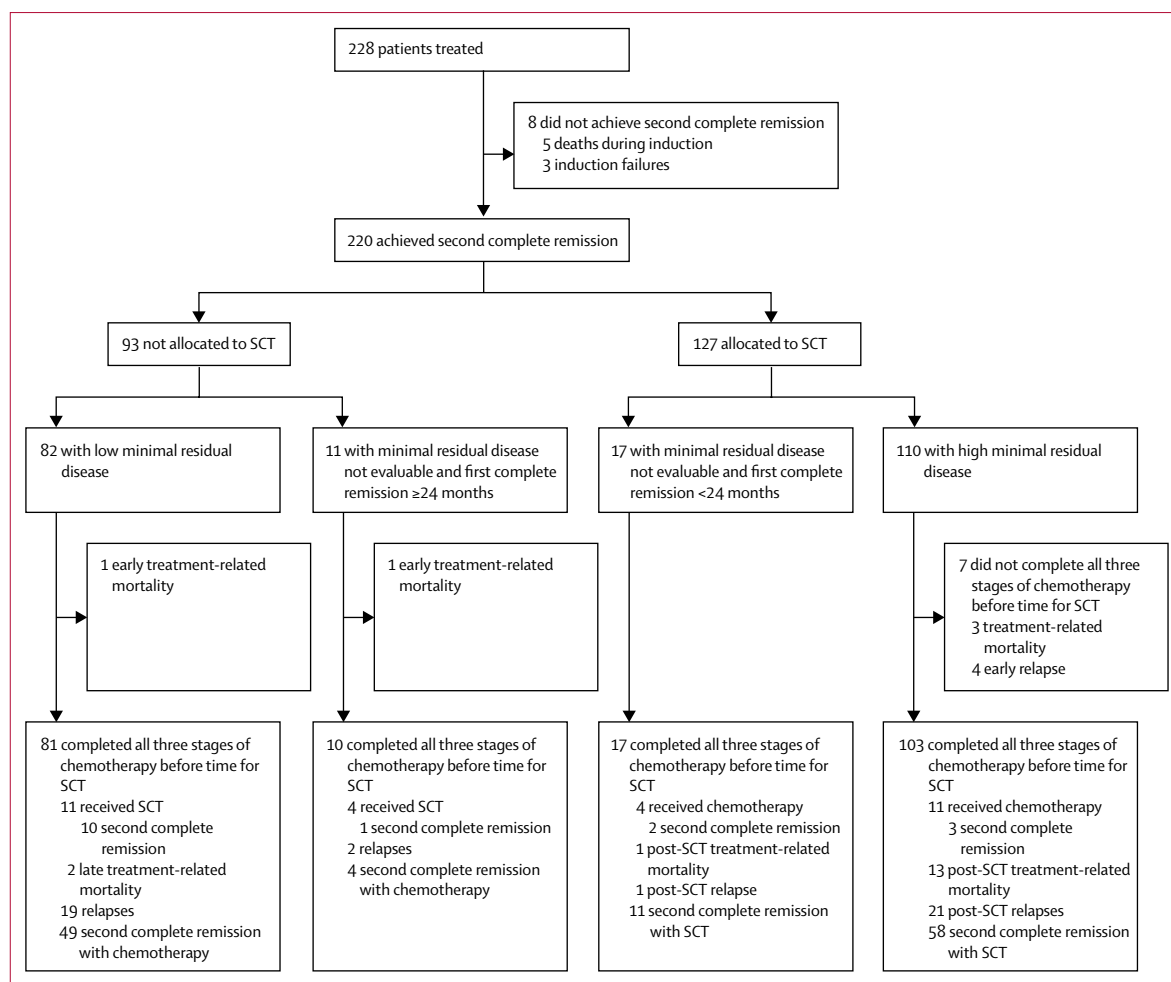 228 patients treated
8 did not achieve second complete remission
5 deaths during induction
3 induction failures
220 achieved second complete remission
93 not allocated to SCT
127 allocated to SCT
82 with low minimal residual
disease
11 with minimal residual disease
not evaluable and first complete
remission ≥24 months
17 with minimal residual disease
not evaluable and first complete
remission <24 months
110 with high minimal residual
disease
1 early treatment-related
mortality
1 early treatment-related
mortality
7 did not complete all three
stages of chemotherapy
before time for SCT
3 treatment-related
mortality
4 early relapse
81 completed all three stages of
chemotherapy before time for
SCT
11 received SCT
10 second complete
remission
2 late treatment-related
mortality
19 relapses
49 second complete remission
with chemotherapy
10 completed all three stages of
chemotherapy before time for
SCT
4 received SCT
1 second complete remission
2 relapses
4 second complete remission
with chemotherapy
17 completed all three stages of
chemotherapy before time for
SCT
4 received chemotherapy
2 second complete remission
1 post-SCT treatment-related
mortality
1 post-SCT relapse
11 second complete remission
with SCT
103 completed all three stages of
chemotherapy before time for
SCT
11 received chemotherapy
3 second complete
remission
13 post-SCT treatment-related
mortality
21 post-SCT relapses
58 second complete remission
with SCT